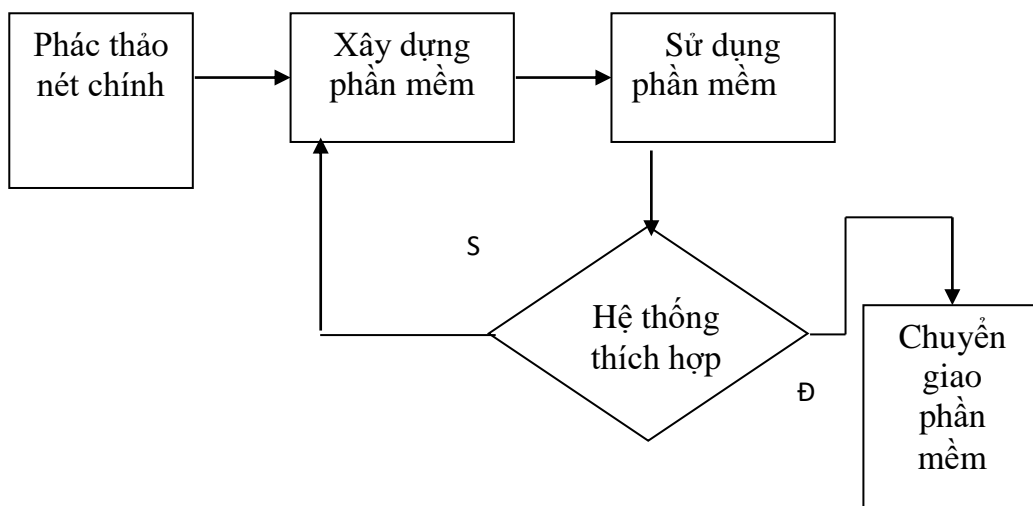 Phác thảo
nét chính
Xây dựng
phần mềm
Sử dụng
phần mềm
S
Hệ thống
thích hợp
Đ
Chuyển
giao
phần
mềm